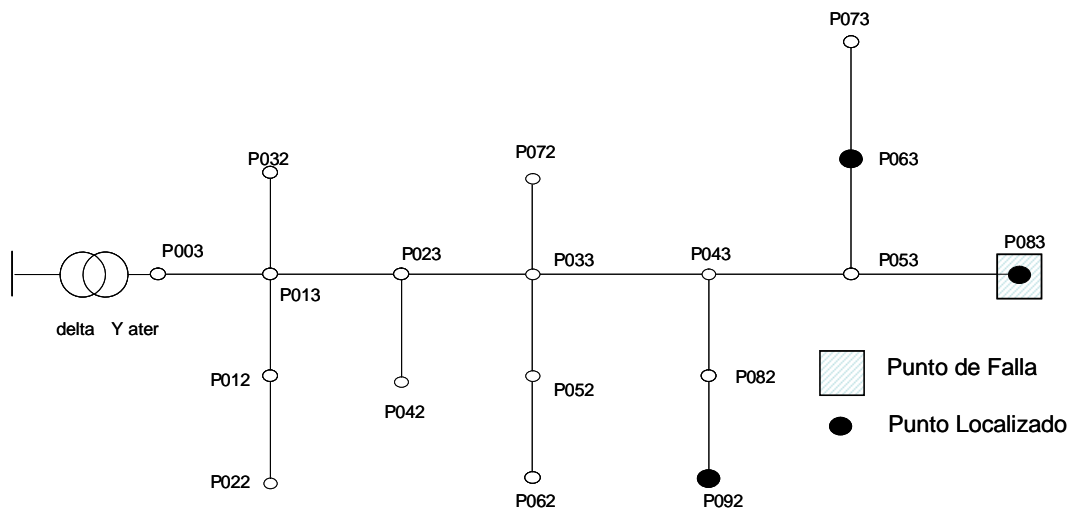 P073
P032
P072
P063
P003
P023
P033
P043
P053
P083
P013
delta Y ater
P012
P042
P052
P082
Punto de Falla
Punto Localizado
P022
P062
P092